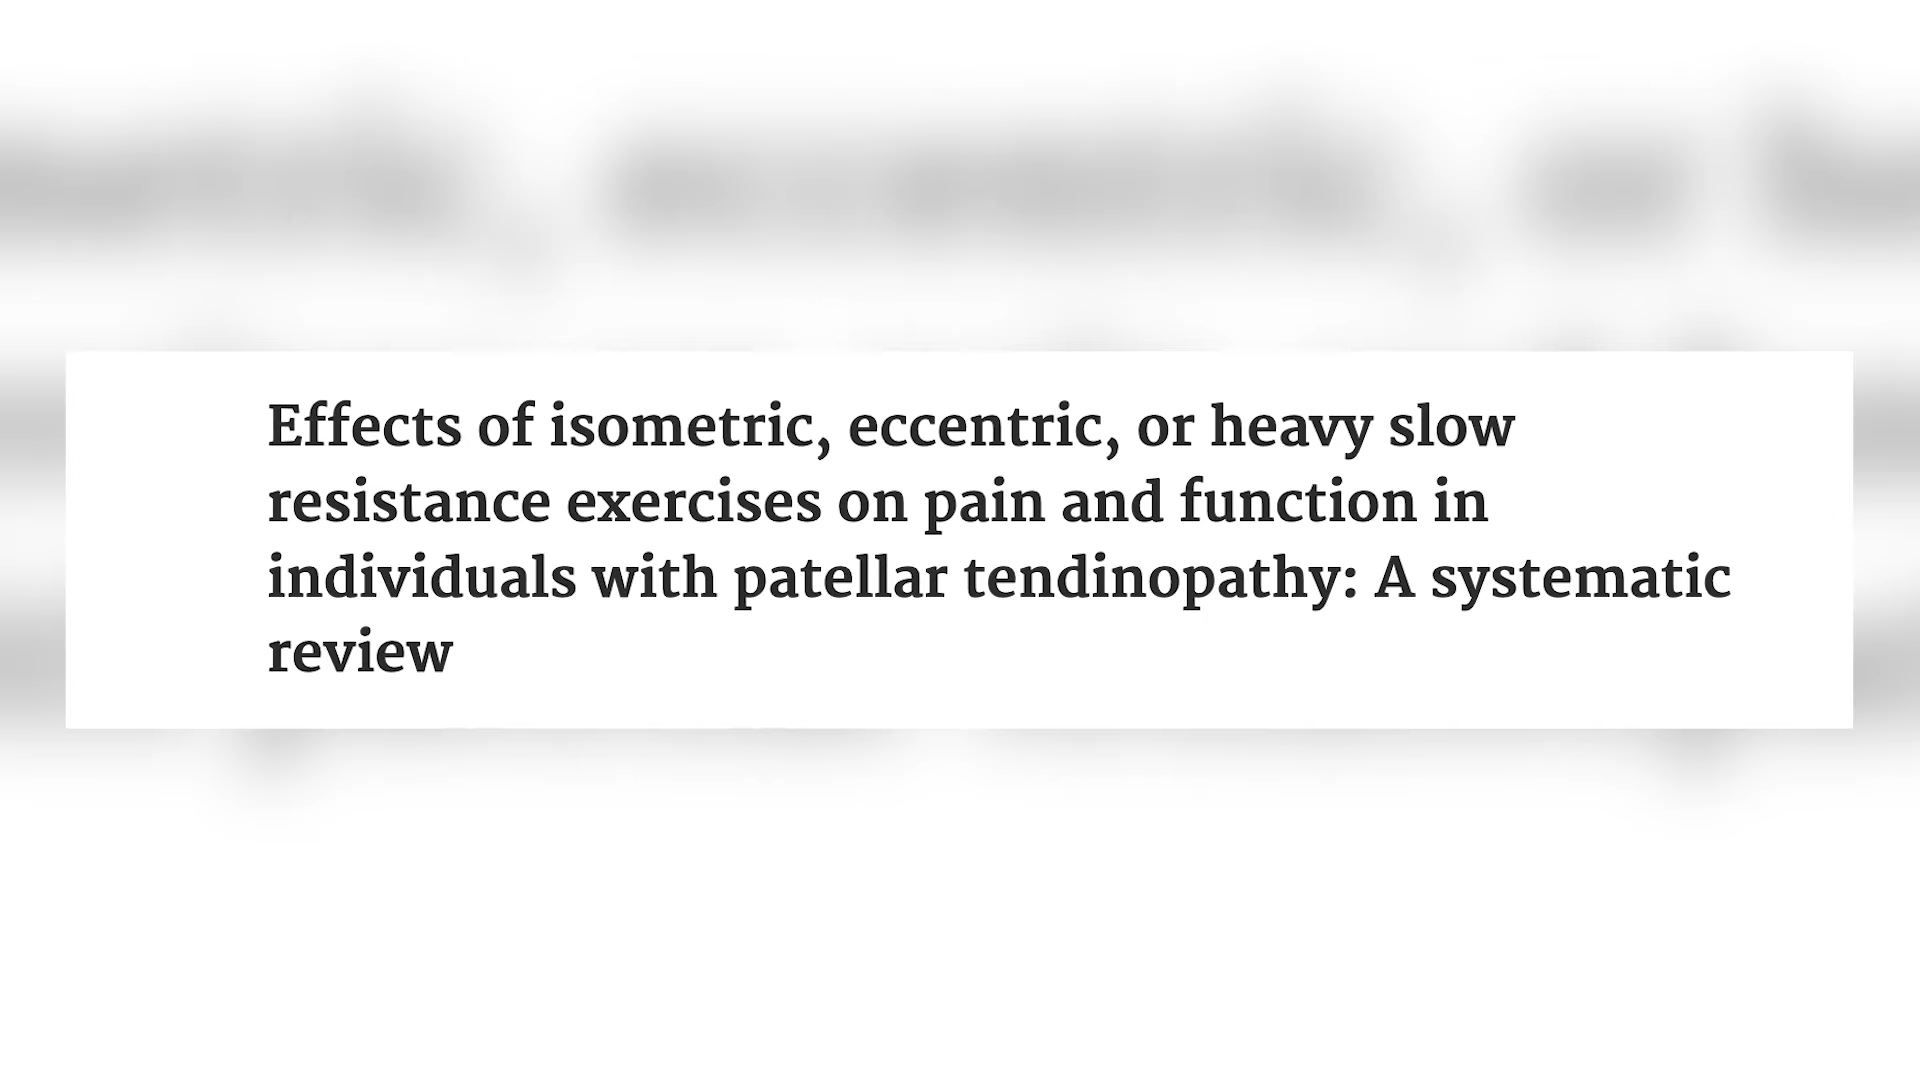 Effects of isometric, eccentric, or heavy slow
resistance exercises on pain and function in
individuals with patellar tendinopathy: A systematic
review